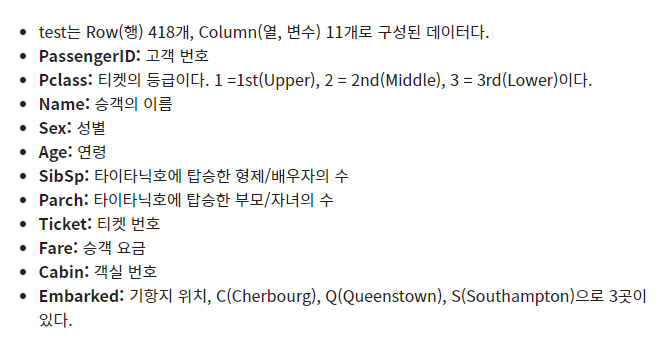 test는 Row(행) 418개, Column(열, 변수) 11개로 구성된 데이터다.
PassengerID: 고객 번호
Pclass: 티켓의 등급이다. 1 =1st(Upper), 2 = 2nd(Middle), 3 = 3rd(Lower)이다.
Name: 승객의 이름
Sex: 성별
Age: 연령
SibSp: 타이타닉호에 탑승한 형제/배우자의 수
Parch: 타이타닉호에 탑승한 부모/자녀의 수
Ticket: 티켓 번호
Fare: 승객 요금
Cabin: 객실 번호
Embarked: 기항지 위치, C(Cherbourg), Q(Queenstown), S(Southampton)으로 3곳이
있다.